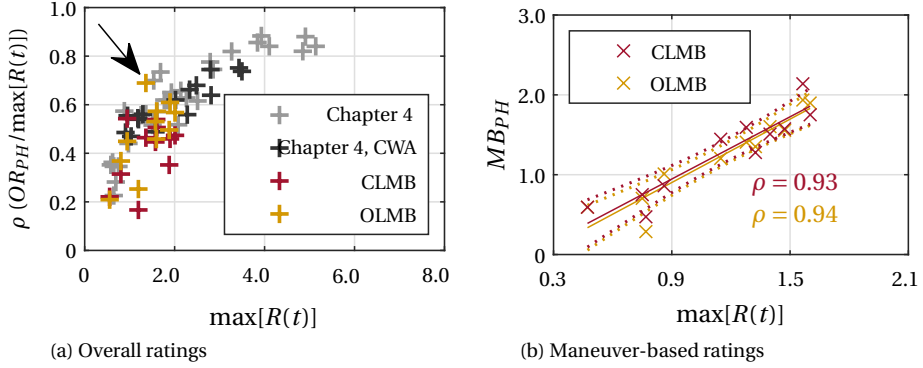 ρ (OR_PH/max[R(t)])
1.0
0.8
0.6
0.4
0.2
0
0
2.0
4.0
6.0
8.0
max[R(t)]
Chapter 4
Chapter 4, CWA
CLMB
OLMB
(a) Overall ratings
MB_PH
3.0
2.0
1.0
0
0.3
0.9
1.5
2.1
max[R(t)]
CLMB
OLMB
ρ = 0.93
ρ = 0.94
(b) Maneuver-based ratings